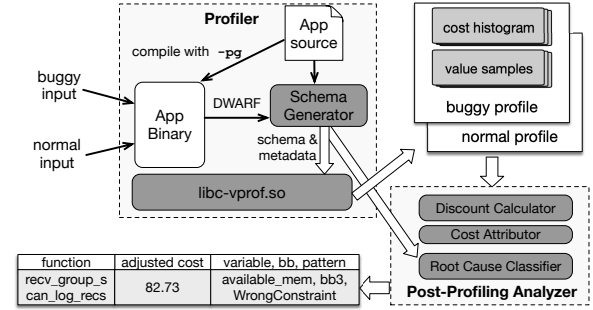 Profiler
App
source
compile with -pg
buggy
input
normal
input
App
Binary
DWARF
Schema
Generator
schema &
metadata
libc-vprof.so
cost histogram
value samples
buggy profile
normal profile
Discount Calculator
Cost Attributor
Root Cause Classifier
Post-Profiling Analyzer
function adjusted cost variable, bb, pattern
recv_group_s
can_log_recs
82.73
available_mem, bb3,
WrongConstraint